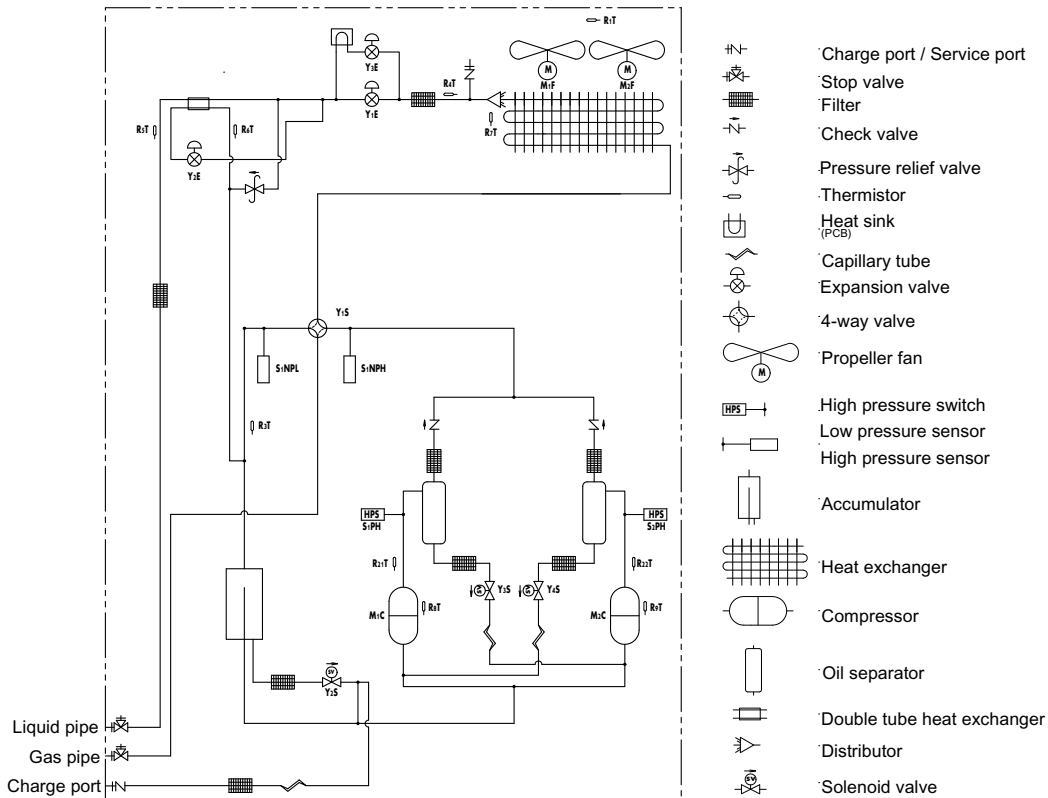 R1T
M
M
M1F
M2F
Y3E
R4T
Y1E
R7T
R5T
R6T
Y2E
Y1S
S1NPL
S1NPH
R3T
HPS
S1PH
HPS
S2PH
R21T
R22T
SV
Y3S
SV
Y4S
M1C
R8T
M2C
R9T
SV
Y2S
Liquid pipe
Gas pipe
Charge port
Charge port / Service port
Stop valve
Filter
Check valve
Pressure relief valve
Thermistor
Heat sink
(PCB)
Capillary tube
Expansion valve
4-way valve
Propeller fan
M
HPS
High pressure switch
Low pressure sensor
High pressure sensor
Accumulator
Heat exchanger
Compressor
Oil separator
Double tube heat exchanger
Distributor
SV
Solenoid valve